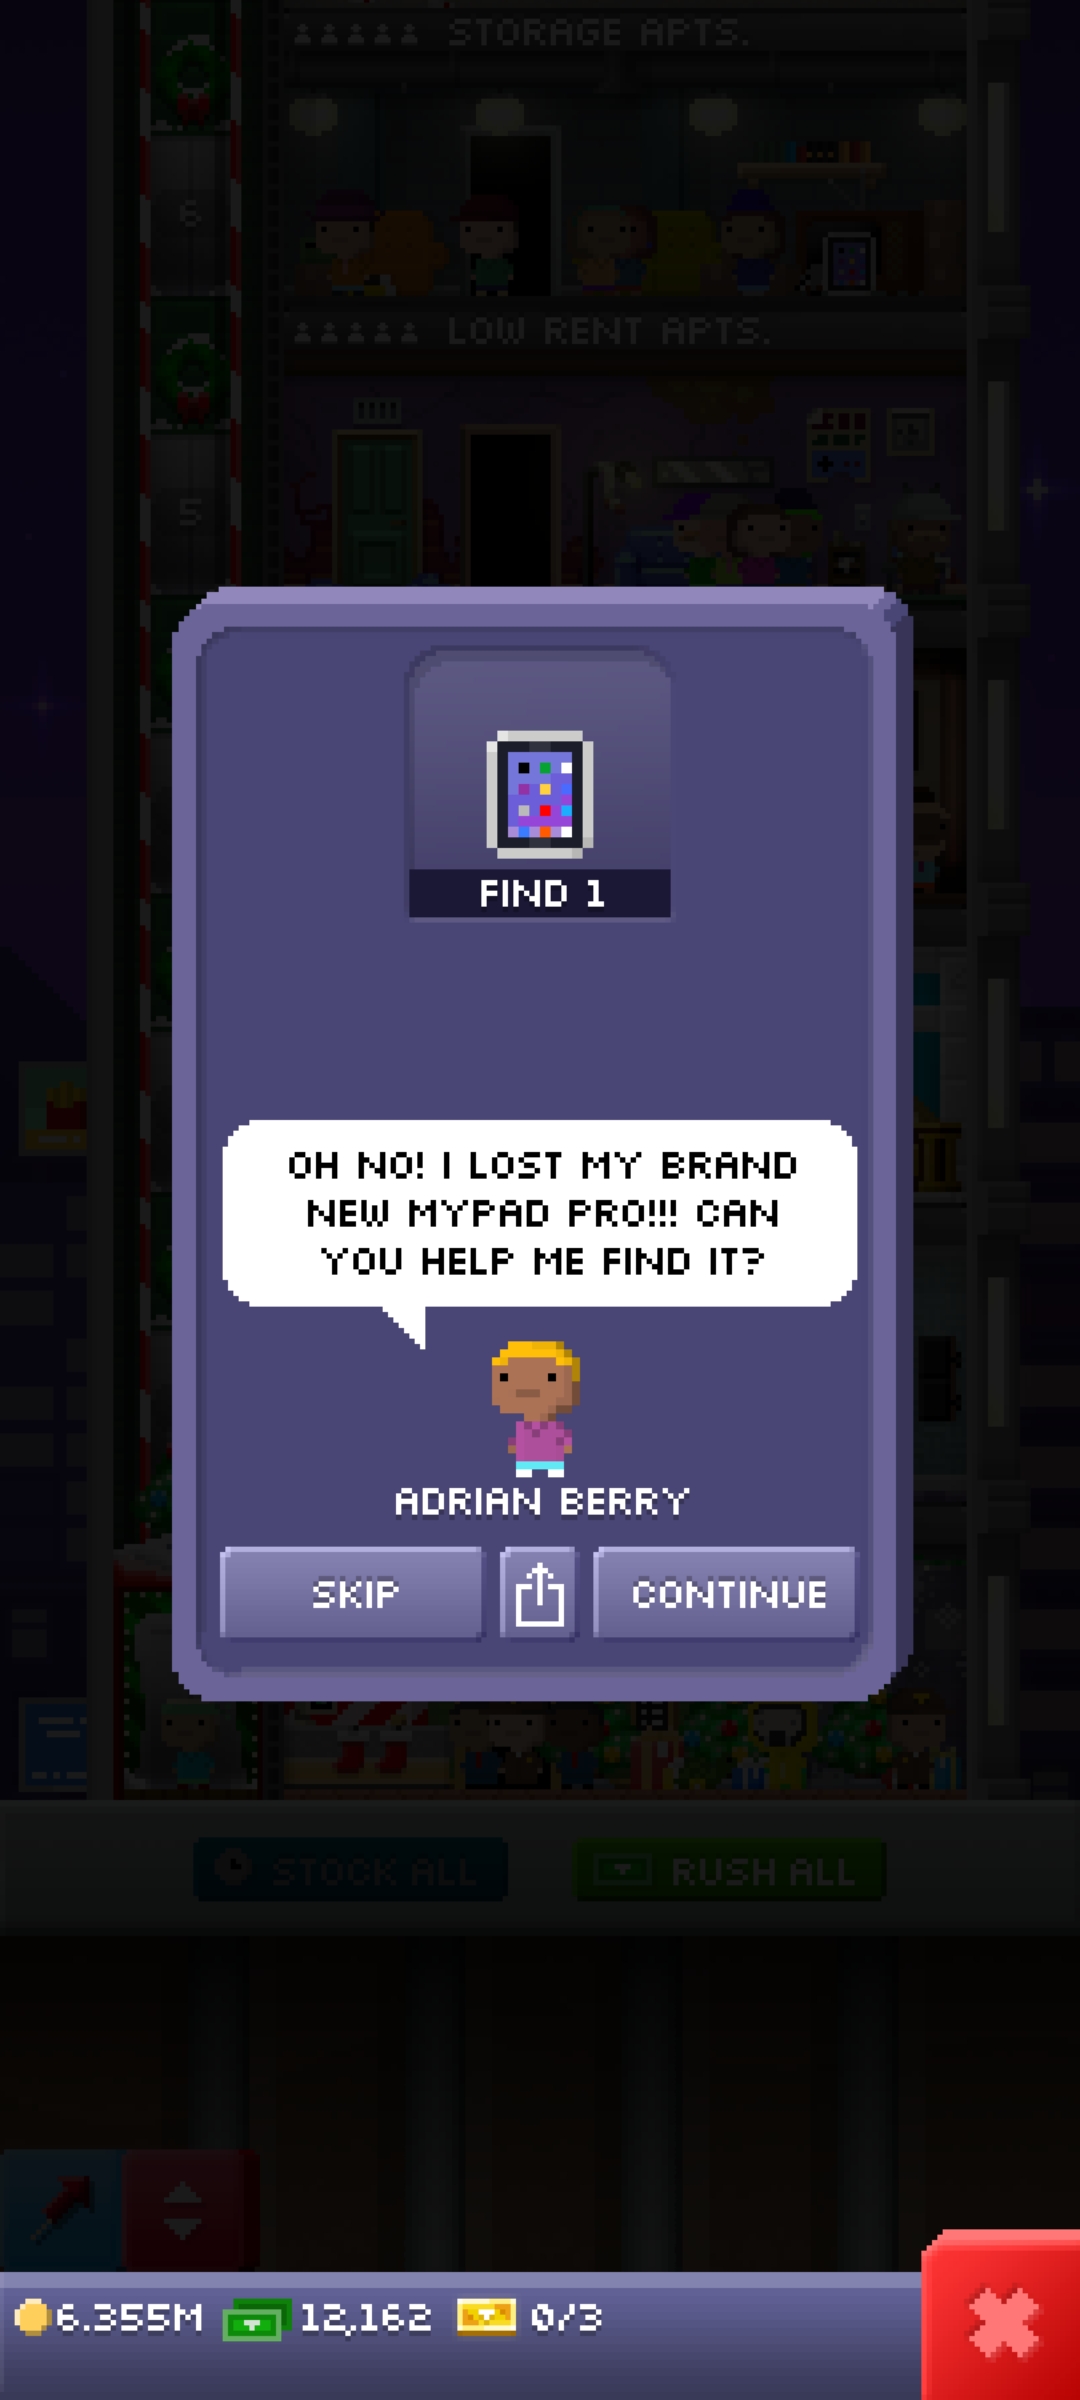 STORAGE APTS.
6
LOW RENT APTS.
5
FIND 1
OH NO! I LOST MY BRAND
NEW MYPAD PRO!!! CAN
YOU HELP ME FIND IT?
ADRIAN BERRY
SKIP
CONTINUE
STOCK ALL
RUSH ALL
6.355M
12,162
0/3